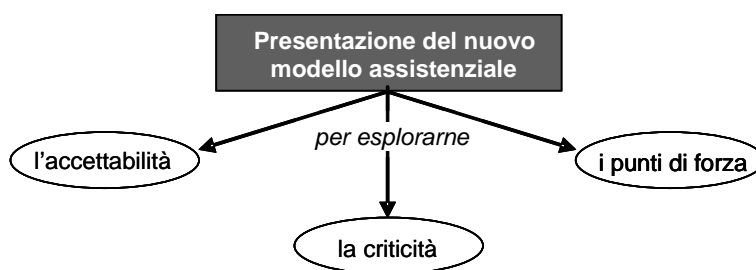 Presentazione del nuovo
modello assistenziale
per esplorarne
l'accettabilità
i punti di forza
la criticità